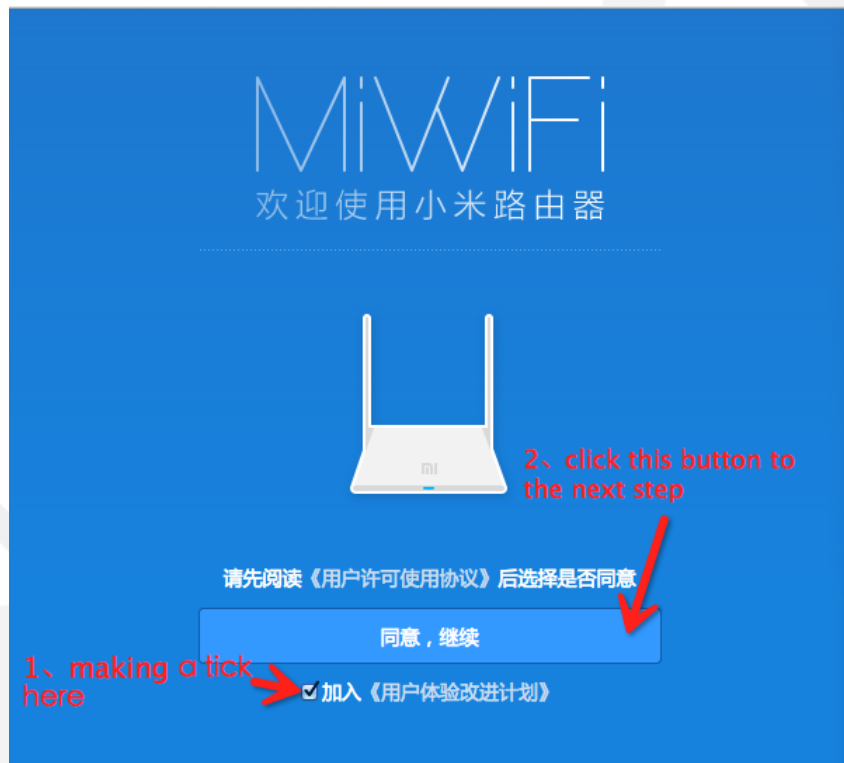 MiWiFi
欢迎使用小米路由器
mi
2、click this button to
the next step
请先阅读《用户许可使用协议》后选择是否同意
同意，继续
1、making a tick
here
加入《用户体验改进计划》